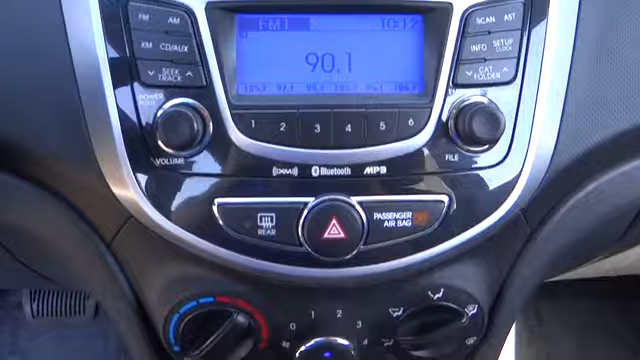 FM AM
FM1 10:12
SCAN AST
XM CD/AUX
INFO SETUP
CLOCK
90.1
SEEK
TRACK
CAT
FOLDER
POWER
PUSH
1 2 3 4 5 6
VOLUME
FILE
XM Bluetooth MP3
REAR
PASSENGER
AIR BAG
0 1 2 3